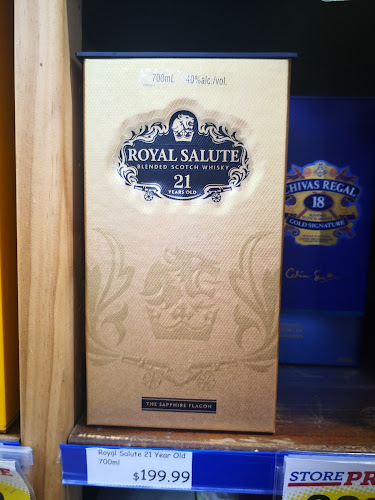 700mL 40%alc./vol.
ROYAL SALUTE
BLENDED SCOTCH WHISKY
21
YEARS OLD
THE SAPPHIRE FLAGON
CHIVAS REGAL
18
GOLD SIGNATURE
Royal Salute 21 Year Old
700ml
$199.99
STORE PR